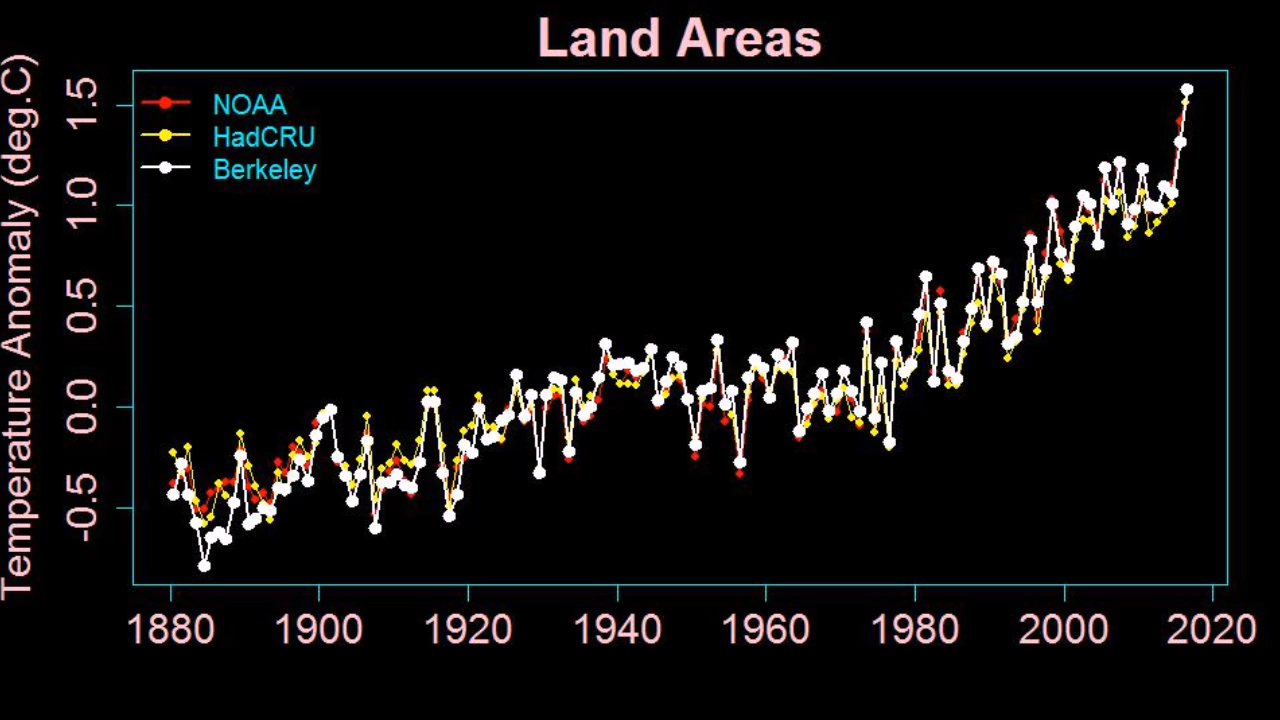 Land Areas
Temperature Anomaly (deg.C)
1.5
1.0
0.5
0.0
-0.5
NOAA
HadCRU
Berkeley
1880 1900 1920 1940 1960 1980 2000 2020